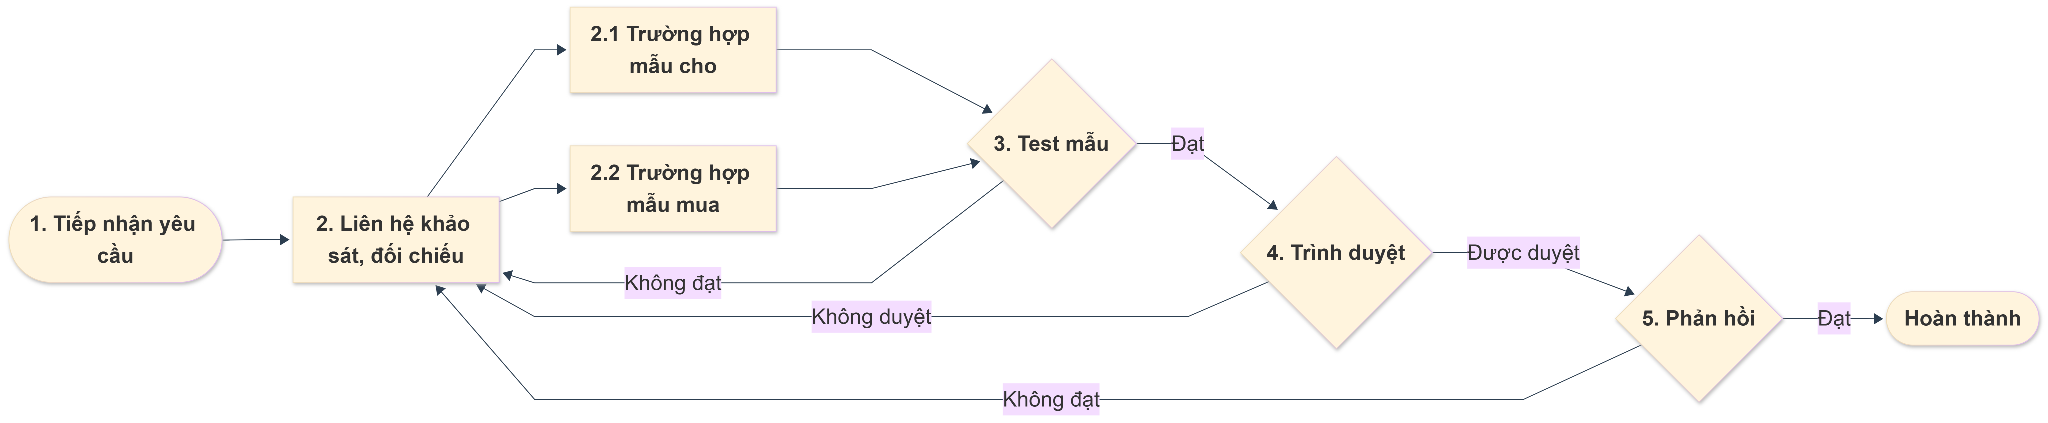 1. Tiếp nhận yêu
cầu
2. Liên hệ khảo
sát, đối chiếu
2.1 Trường hợp
mẫu cho
2.2 Trường hợp
mẫu mua
3. Test mẫu
Đạt
Không đạt
4. Trình duyệt
Được duyệt
Không duyệt
5. Phản hồi
Đạt
Không đạt
Hoàn thành